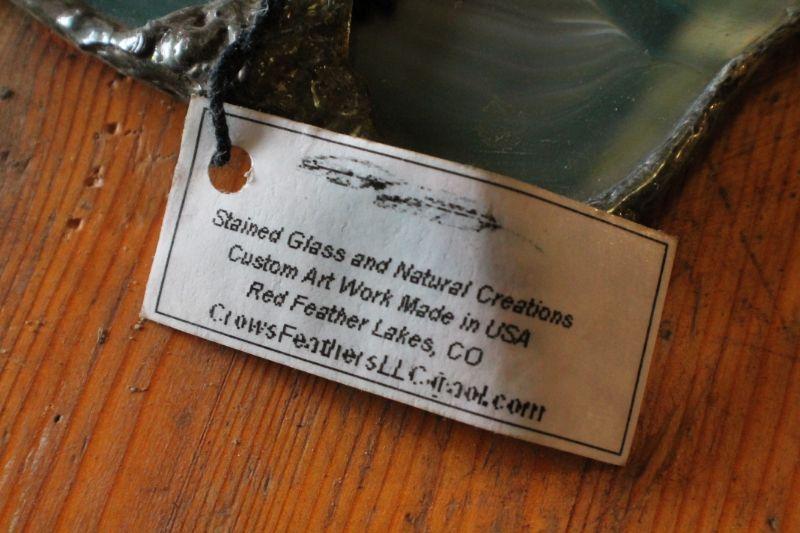 Stained Glass and Natural Creations
Custom Art Work Made in USA
Red Feather Lakes, CO
CrowsFeathersLLC@aol.com